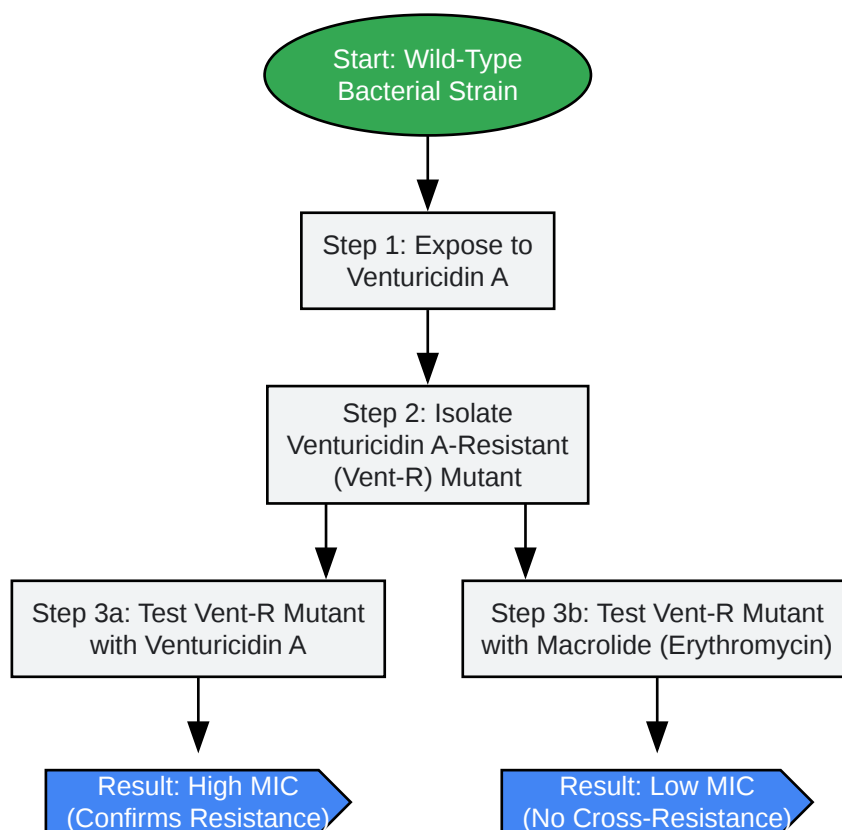 Start: Wild-Type
Bacterial Strain
Step 1: Expose to
Venturicidin A
Step 2: Isolate
Venturicidin A-Resistant
(Vent-R) Mutant
Step 3a: Test Vent-R Mutant
with Venturicidin A
Step 3b: Test Vent-R Mutant
with Macrolide (Erythromycin)
Result: High MIC
(Confirms Resistance)
Result: Low MIC
(No Cross-Resistance)